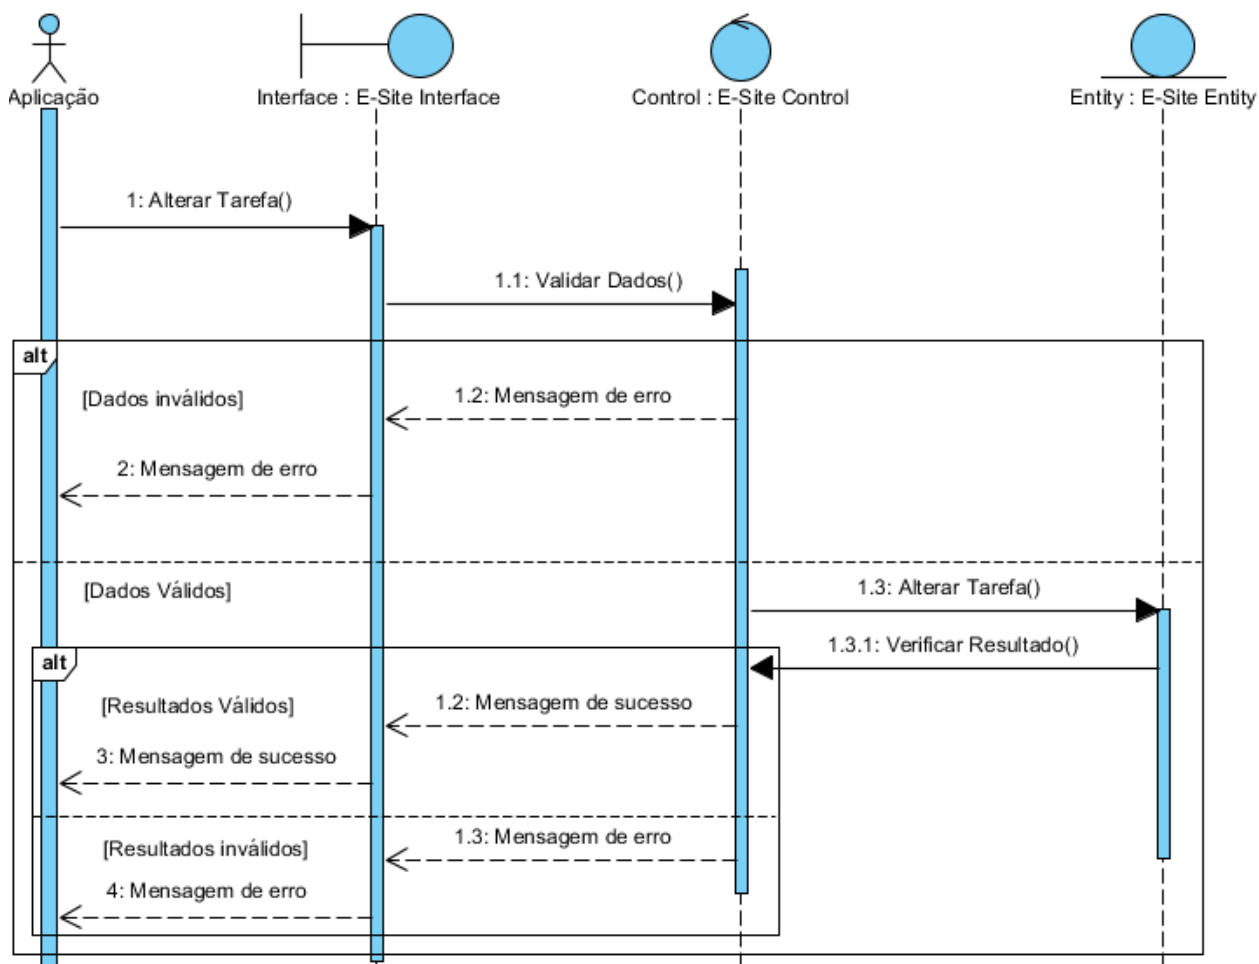 Aplicação
Interface : E-Site Interface
Control : E-Site Control
Entity : E-Site Entity
1: Alterar Tarefa()
1.1: Validar Dados()
alt
[Dados inválidos]
1.2: Mensagem de erro
2: Mensagem de erro
[Dados Válidos]
1.3: Alterar Tarefa()
1.3.1: Verificar Resultado()
alt
[Resultados Válidos]
1.2: Mensagem de sucesso
3: Mensagem de sucesso
[Resultados inválidos]
1.3: Mensagem de erro
4: Mensagem de erro